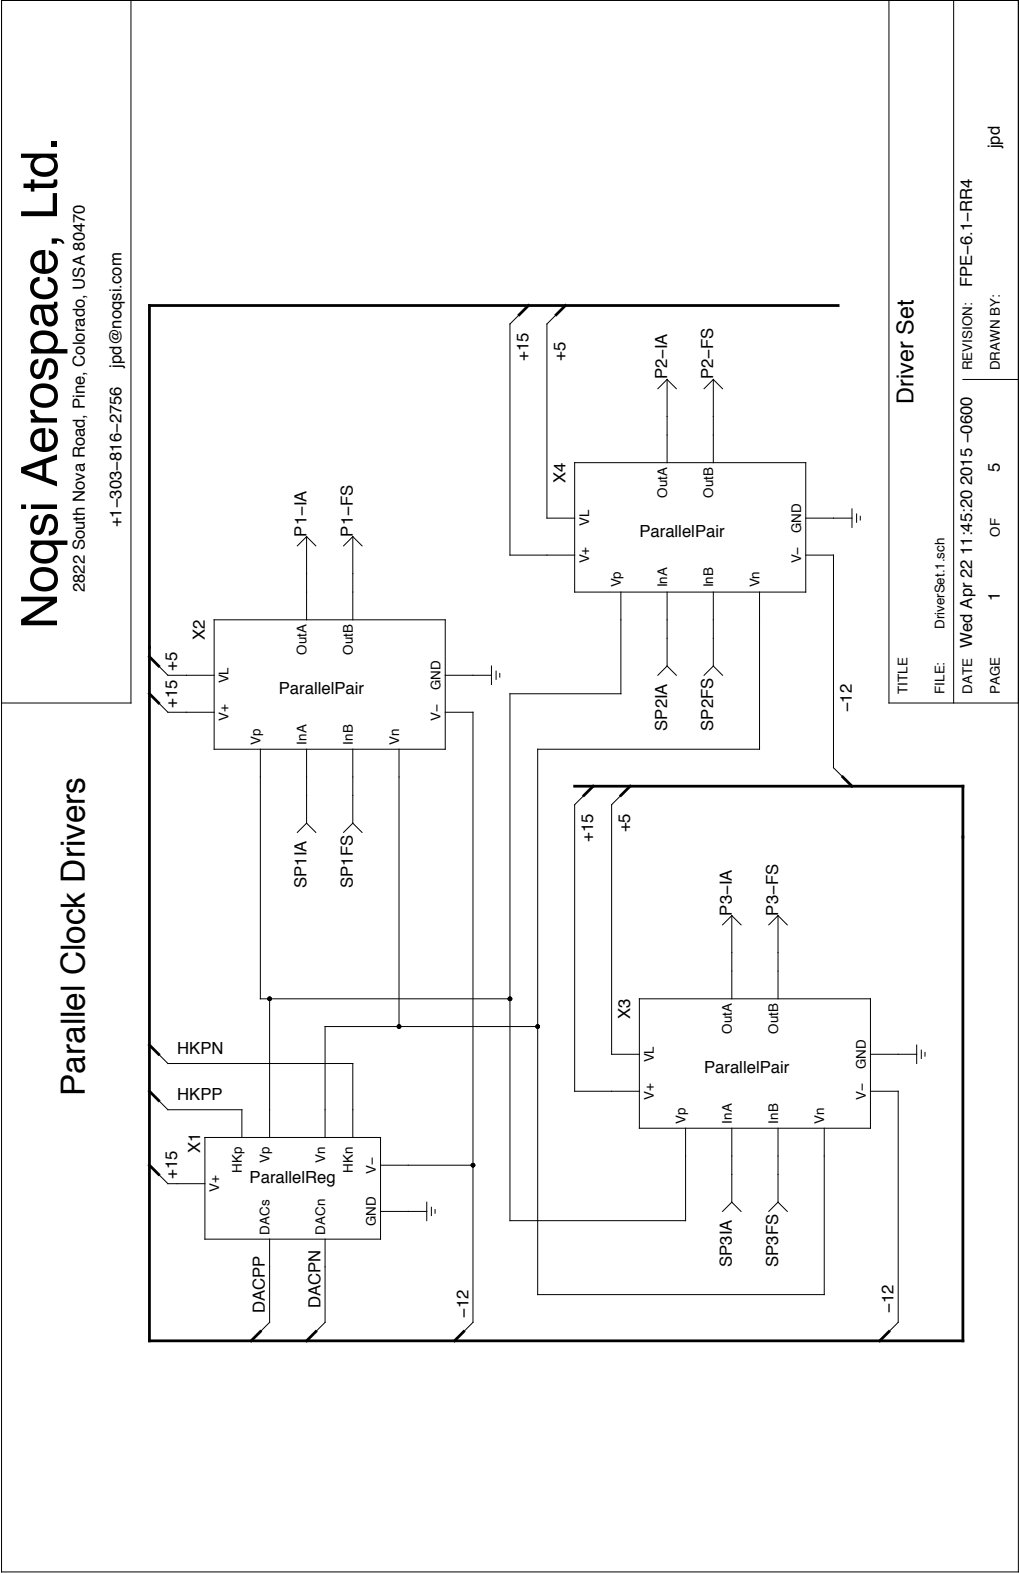 Noqsi Aerospace, Ltd.
2822 South Nova Road, Pine, Colorado, USA 80470
+1−303−816−2756 jpd@noqsi.com
Parallel Clock Drivers
+15
HKPP
HKPN
X1
V+
HKp
Vp
ParallelReg
Vn
HKn
DACs
DACn
GND
V−
DACPP
DACPN
−12
+15
+5
X2
V+
VL
Vp
OutA
P1−IA
ParallelPair
InA
InB
OutB
P1−FS
Vn
V−
GND
SP1IA
SP1FS
+15
+5
X4
V+
VL
Vp
OutA
P2−IA
ParallelPair
InA
InB
OutB
P2−FS
Vn
V−
GND
SP2IA
SP2FS
−12
+15
+5
X3
V+
VL
Vp
OutA
P3−IA
ParallelPair
InA
InB
OutB
P3−FS
Vn
V−
GND
SP3IA
SP3FS
−12
TITLE
Driver Set
FILE: DriverSet.1.sch
DATE Wed Apr 22 11:45:20 2015 −0600
REVISION: FPE−6.1−RR4
PAGE 1 OF 5
DRAWN BY: jpd